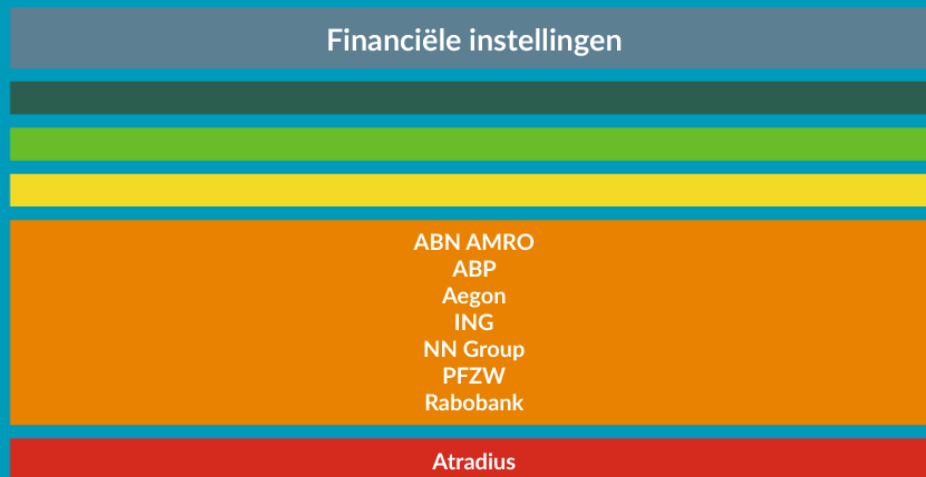 Financiële instellingen
ABN AMRO
ABP
Aegon
ING
NN Group
PFZW
Rabobank
Atradius